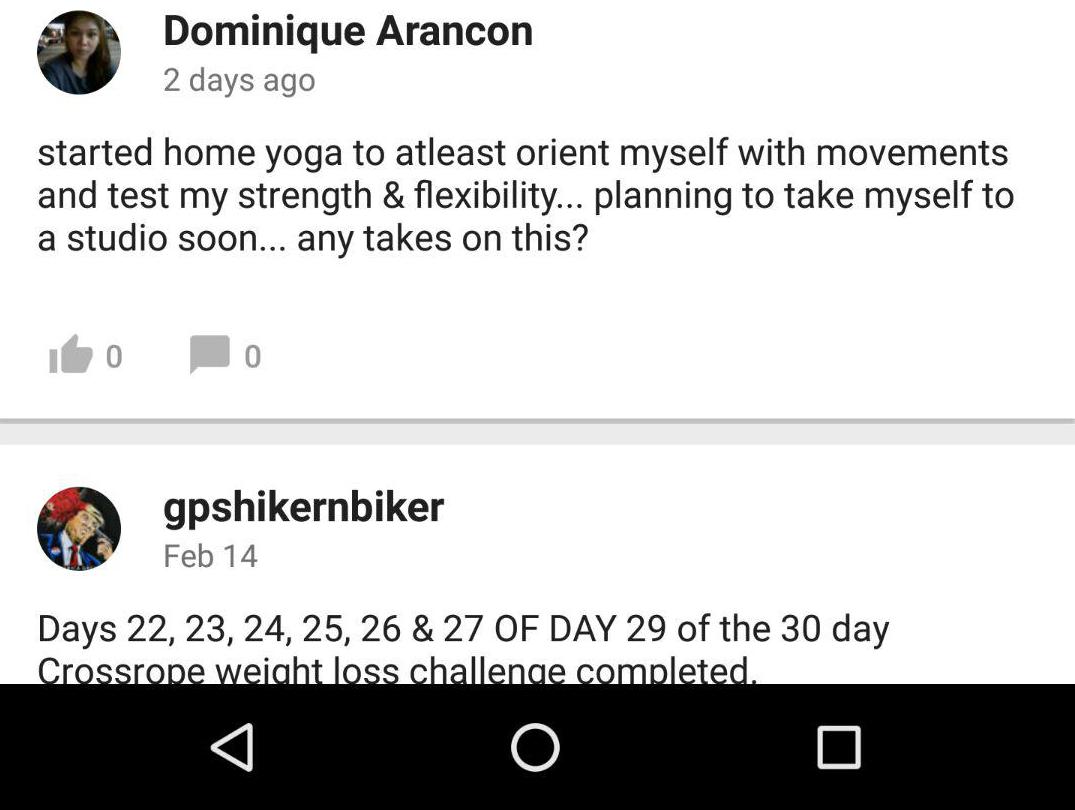 Dominique Arancon
2 days ago
started home yoga to atleast orient myself with movements
and test my strength & flexibility... planning to take myself to
a studio soon... any takes on this?
0 0
gpshikernbiker
Feb 14
Days 22, 23, 24, 25, 26 & 27 OF DAY 29 of the 30 day
Crossrope weight loss challenge completed.